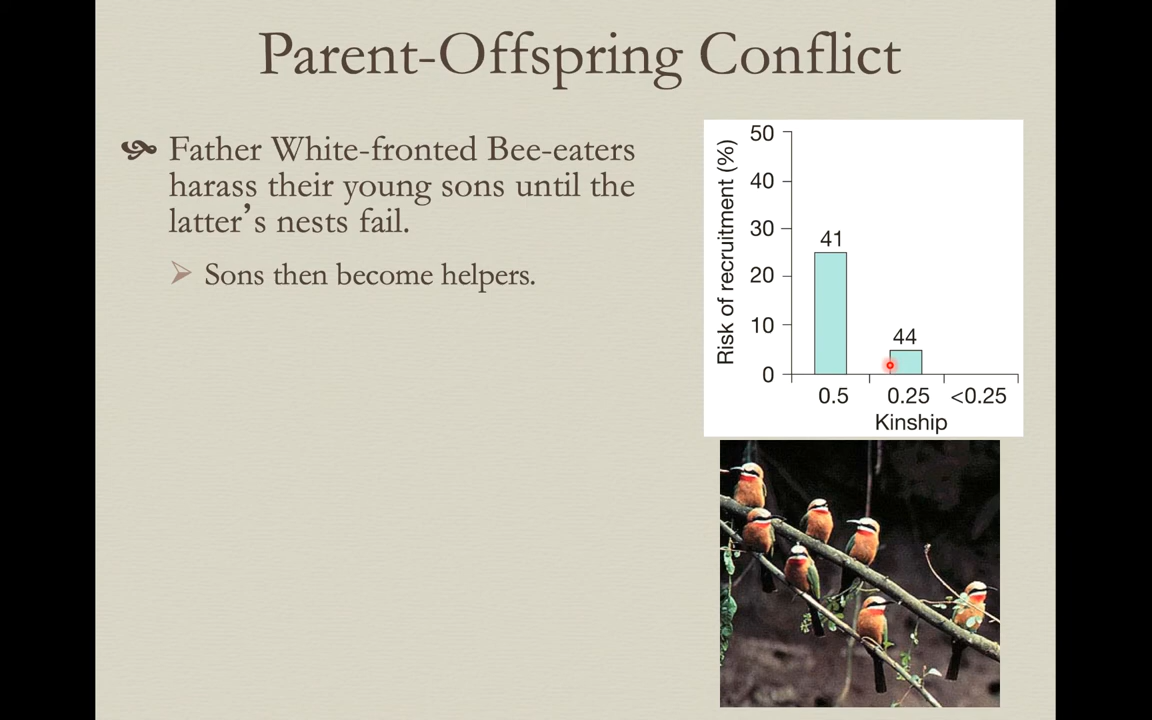 Parent-Offspring Conflict
Father White-fronted Bee-eaters
harass their young sons until the
latter’s nests fail.
Sons then become helpers.
Risk of recruitment (%)
50
40
30
20
10
0
41
44
0.5 0.25 <0.25
Kinship